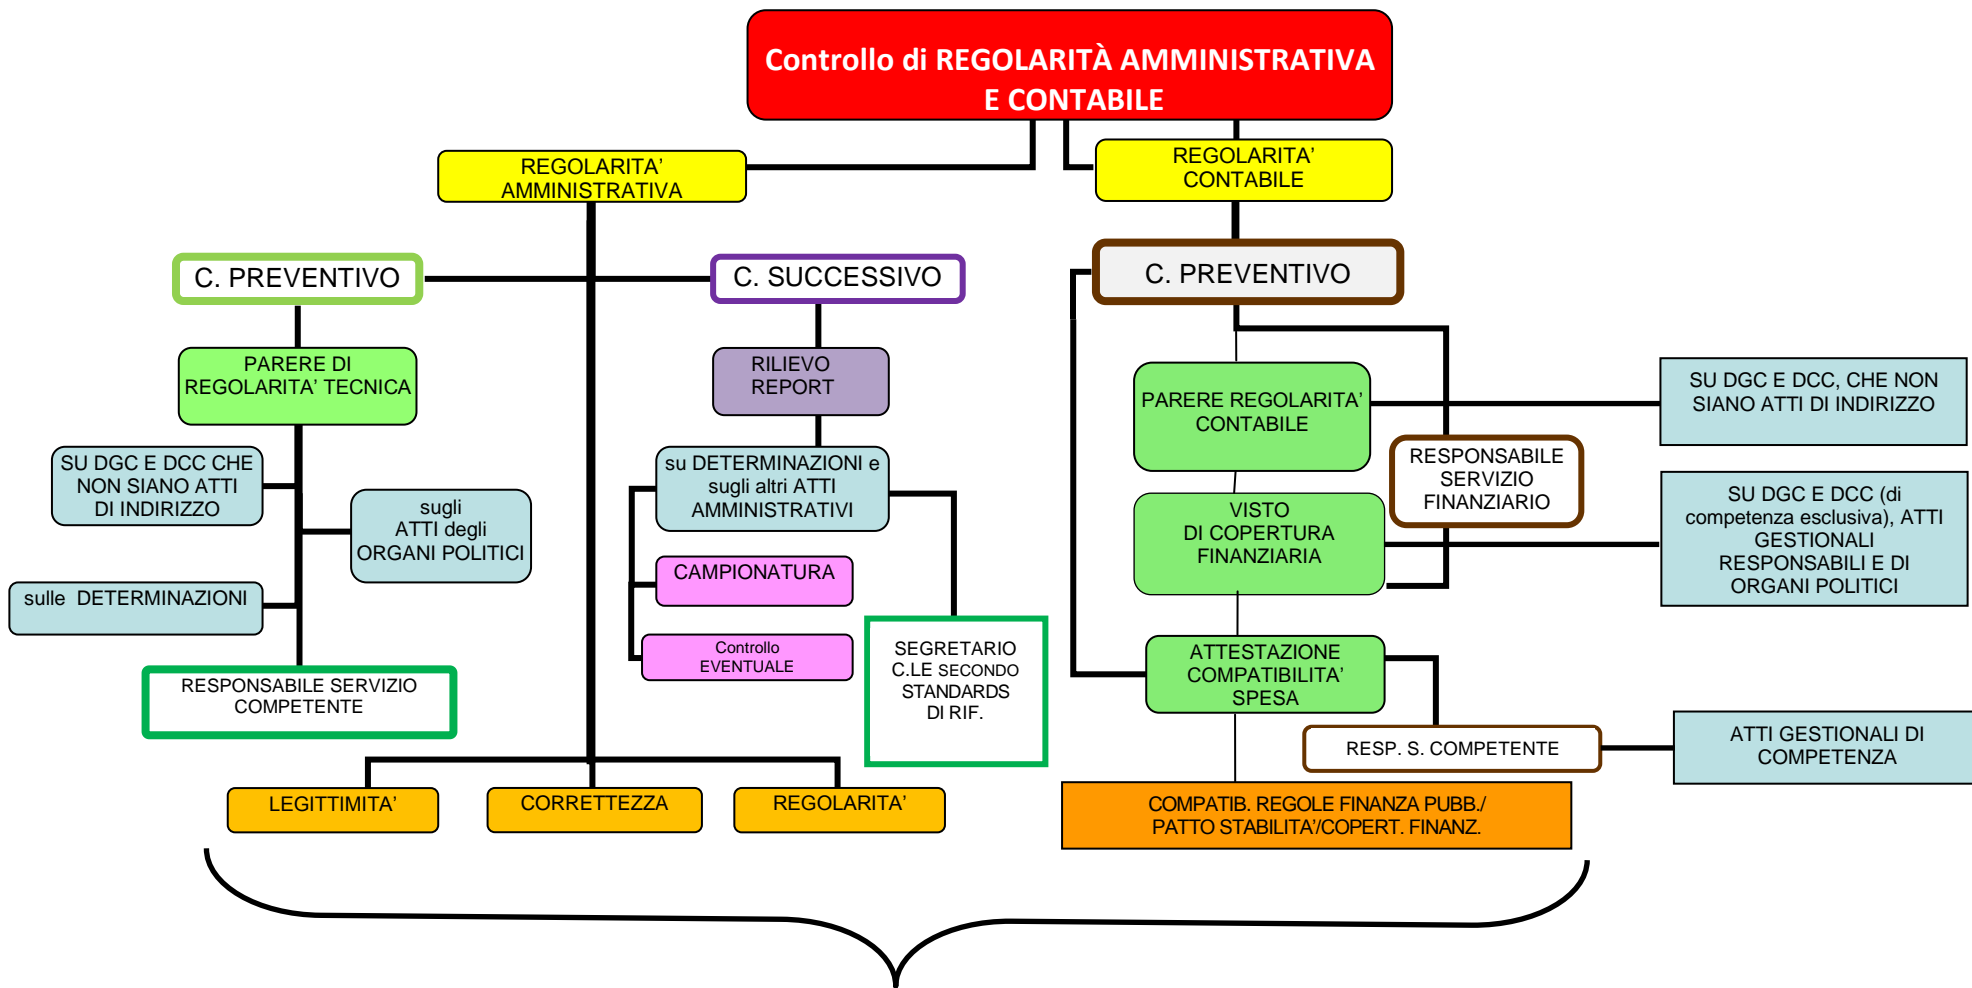 Controllo di REGOLARITÀ AMMINISTRATIVA
E CONTABILE
REGOLARITA’
AMMINISTRATIVA
REGOLARITA’
CONTABILE
C. PREVENTIVO
C. SUCCESSIVO
C. PREVENTIVO
PARERE DI
REGOLARITA’ TECNICA
RILIEVO
REPORT
PARERE REGOLARITA’
CONTABILE
SU DGC E DCC, CHE NON
SIANO ATTI DI INDIRIZZO
SU DGC E DCC CHE
NON SIANO ATTI
DI INDIRIZZO
sugli
ATTI degli
ORGANI POLITICI
su DETERMINAZIONI e
sugli altri ATTI
AMMINISTRATIVI
RESPONSABILE
SERVIZIO
FINANZIARIO
VISTO
DI COPERTURA
FINANZIARIA
SU DGC E DCC (di
competenza esclusiva), ATTI
GESTIONALI
RESPONSABILI E DI
ORGANI POLITICI
CAMPIONATURA
sulle DETERMINAZIONI
Controllo
EVENTUALE
SEGRETARIO
C.LE SECONDO
STANDARDS
DI RIF.
ATTESTAZIONE
COMPATIBILITA’
SPESA
RESPONSABILE SERVIZIO
COMPETENTE
RESP. S. COMPETENTE
ATTI GESTIONALI DI
COMPETENZA
LEGITTIMITA’
CORRETTEZZA
REGOLARITA’
COMPATIB. REGOLE FINANZA PUBB./
PATTO STABILITA’/COPERT. FINANZ.